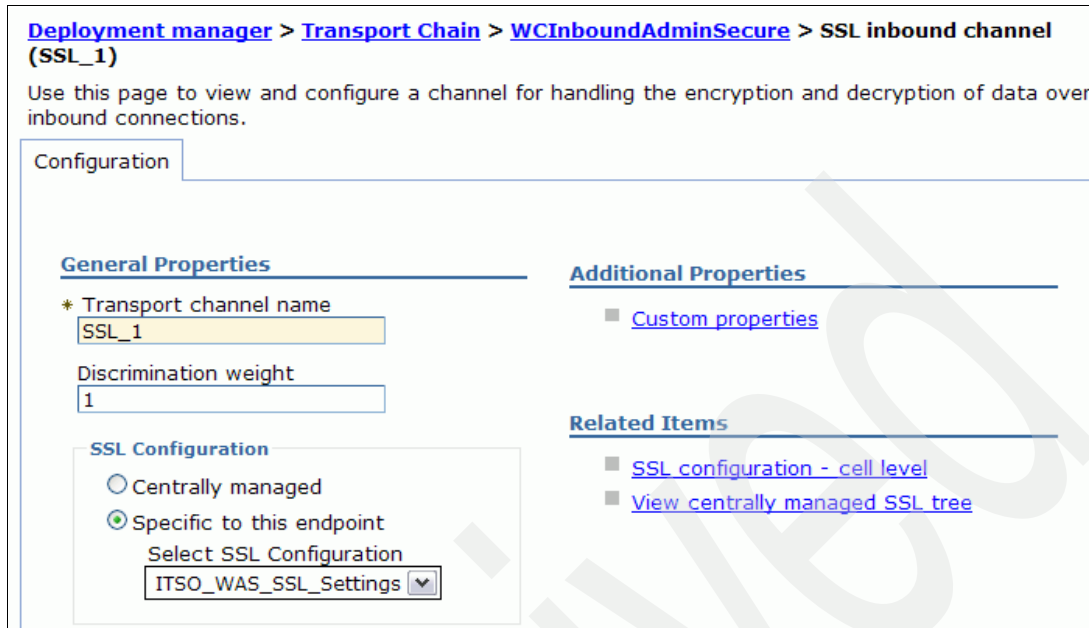 Deployment manager > Transport Chain > WCInboundAdminSecure > SSL inbound channel
(SSL_1)
Use this page to view and configure a channel for handling the encryption and decryption of data over
inbound connections.
Configuration
General Properties
* Transport channel name
SSL_1
Discrimination weight
1
SSL Configuration
Centrally managed
Specific to this endpoint
Select SSL Configuration
ITSO_WAS_SSL_Settings
Additional Properties
Custom properties
Related Items
SSL configuration - cell level
View centrally managed SSL tree
ived